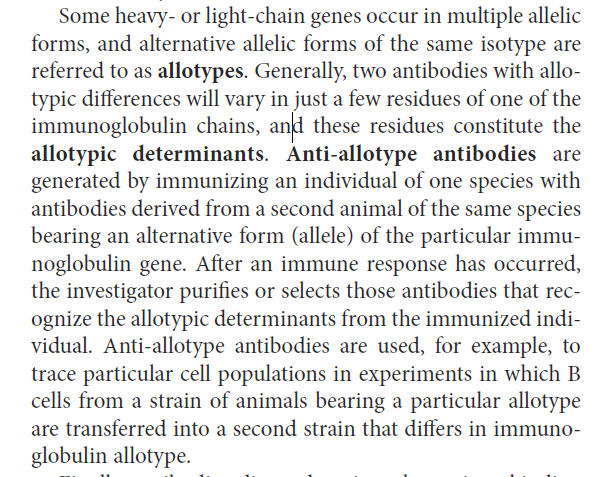 Some heavy- or light-chain genes occur in multiple allelic
forms, and alternative allelic forms of the same isotype are
referred to as allotypes. Generally, two antibodies with allo-
typic differences will vary in just a few residues of one of the
immunoglobulin chains, and these residues constitute the
allotypic determinants. Anti-allotype antibodies are
generated by immunizing an individual of one species with
antibodies derived from a second animal of the same species
bearing an alternative form (allele) of the particular immu-
noglobulin gene. After an immune response has occurred,
the investigator purifies or selects those antibodies that rec-
ognize the allotypic determinants from the immunized indi-
vidual. Anti-allotype antibodies are used, for example, to
trace particular cell populations in experiments in which B
cells from a strain of animals bearing a particular allotype
are transferred into a second strain that differs in immuno-
globulin allotype.